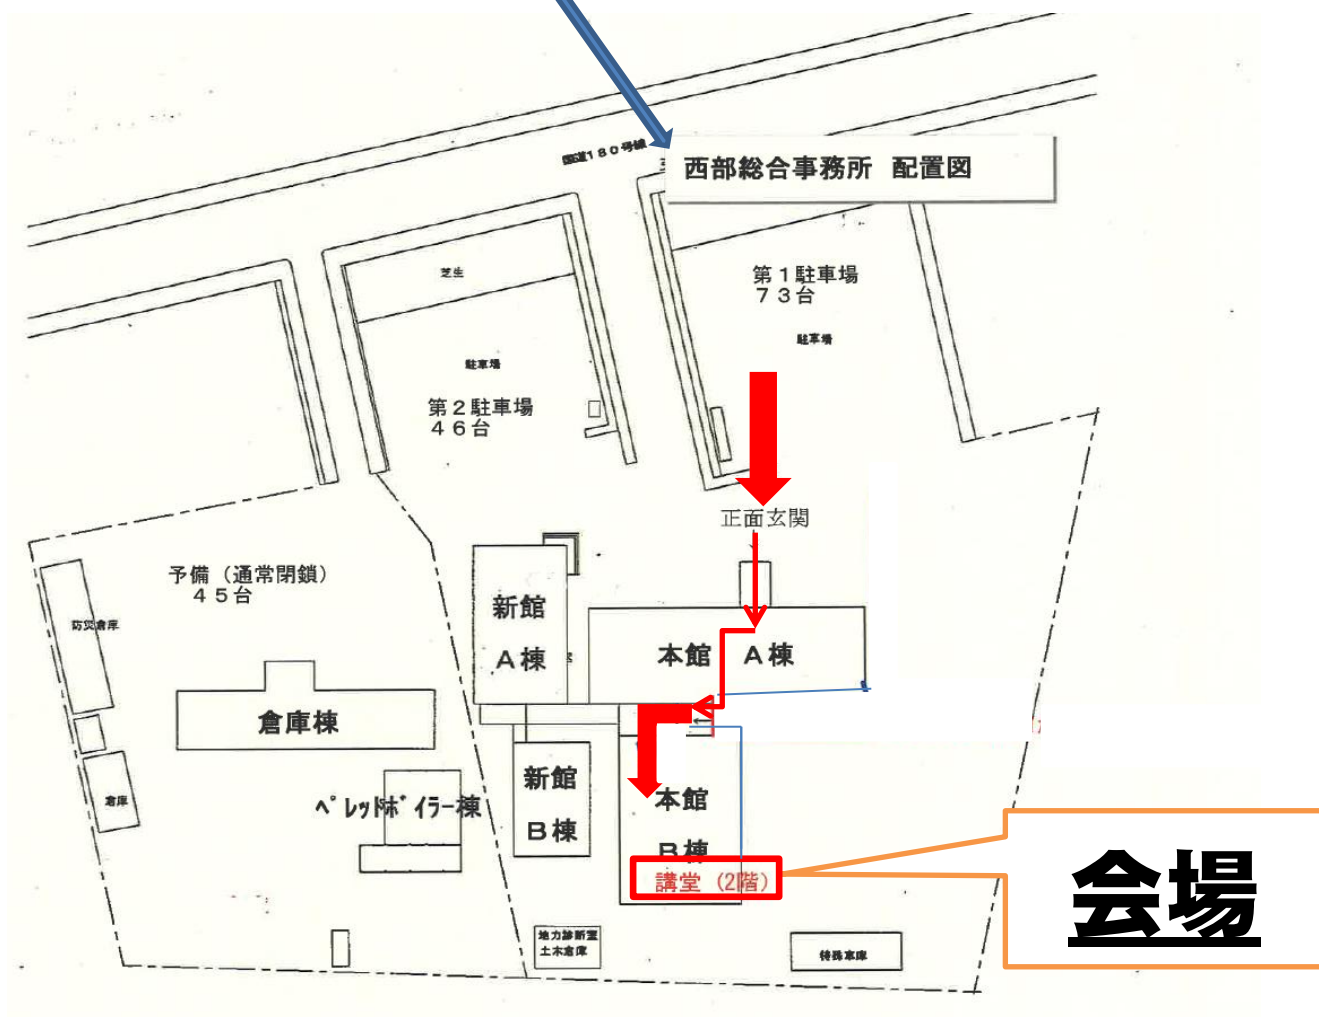 国道180号線
西部総合事務所 配置図
芝生
第1駐車場
73台
駐車場
駐車場
第2駐車場
46台
正面玄関
予備(通常閉鎖)
45台
防災倉庫
新館
A棟
本館 A棟
倉庫棟
新館
B棟
ペレットボイラー棟
倉庫
本館
B棟
講堂(2階)
会場
地力診断室
土木倉庫
特殊車庫